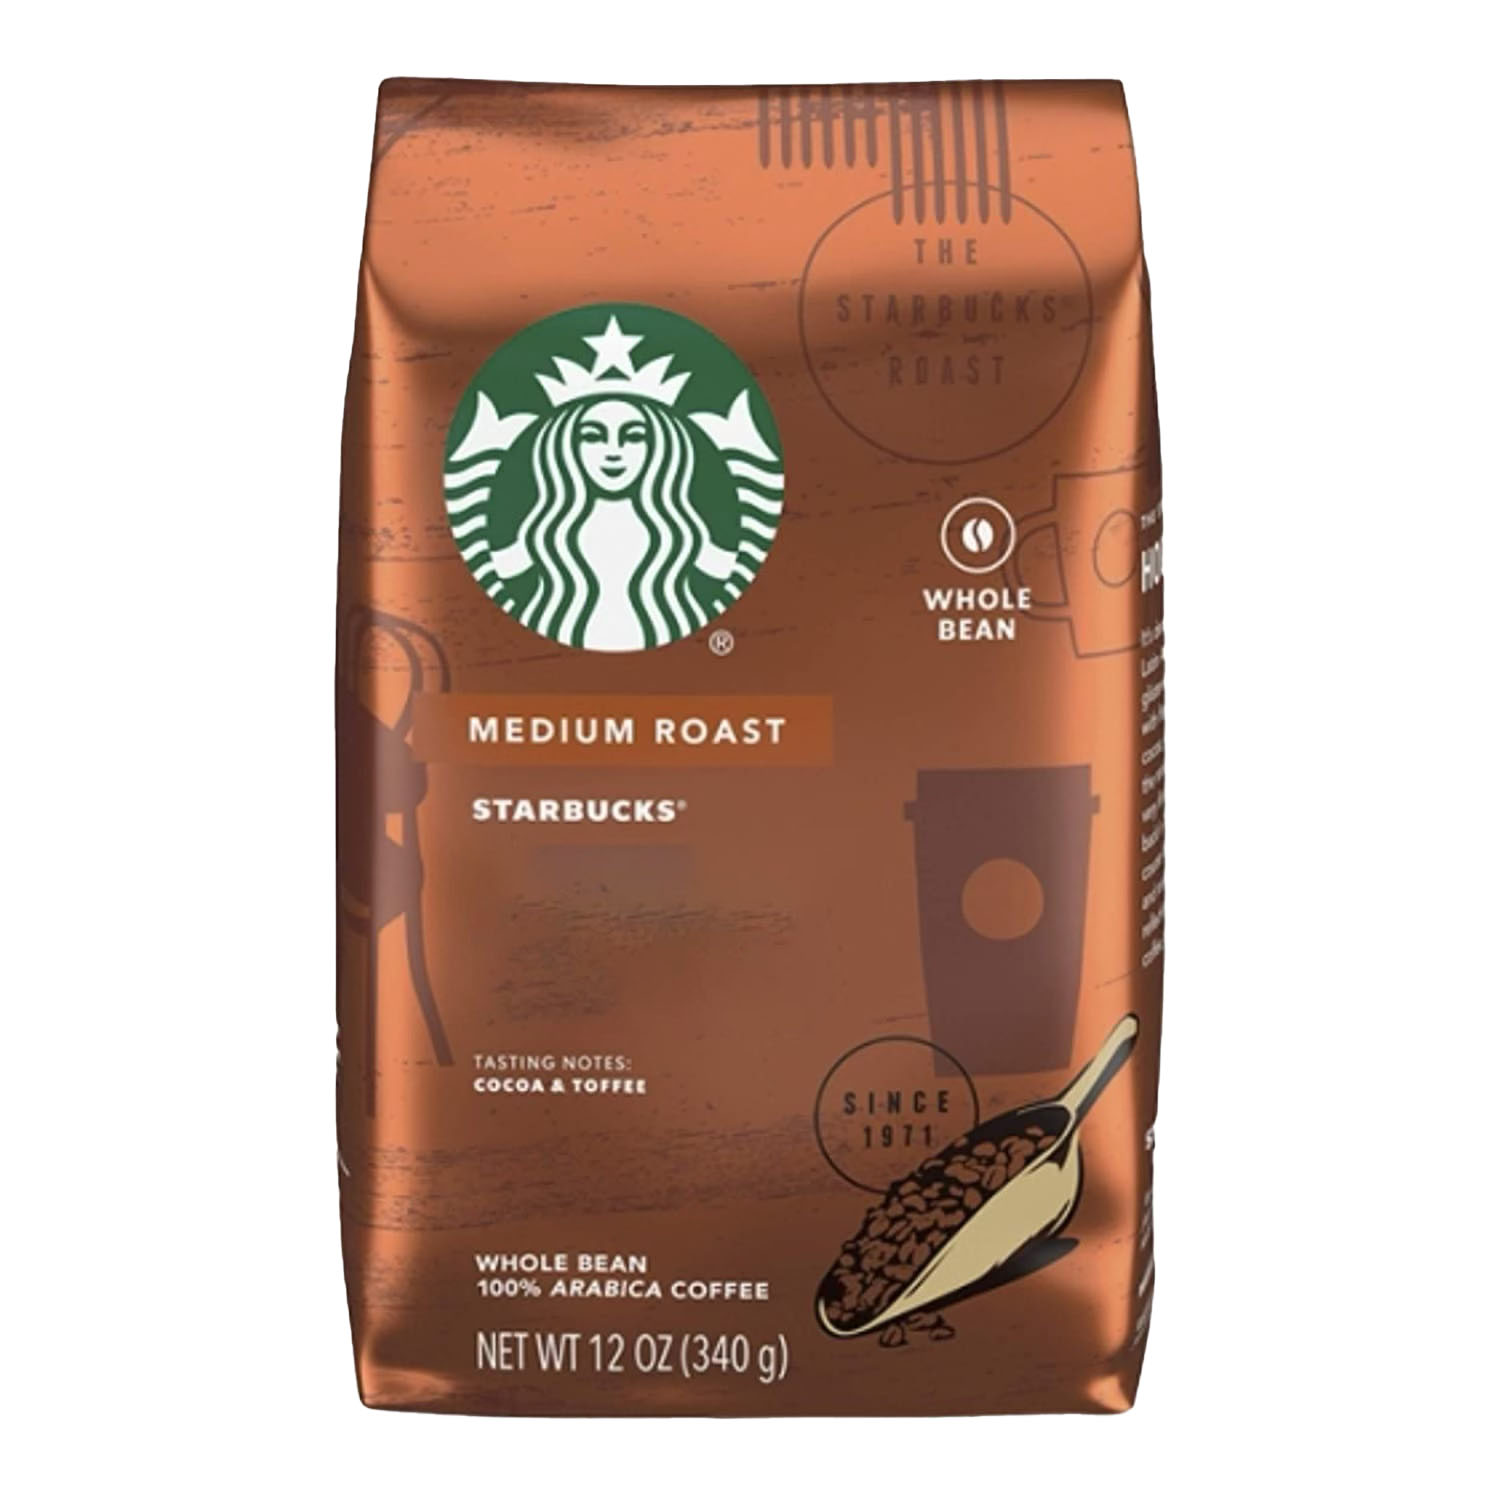 THE
STARBUCKS®
ROAST
WHOLE
BEAN
®
MEDIUM ROAST
STARBUCKS®
TASTING NOTES:
COCOA & TOFFEE
SINCE
1971
WHOLE BEAN
100% ARABICA COFFEE
NET WT 12 OZ (340 g)